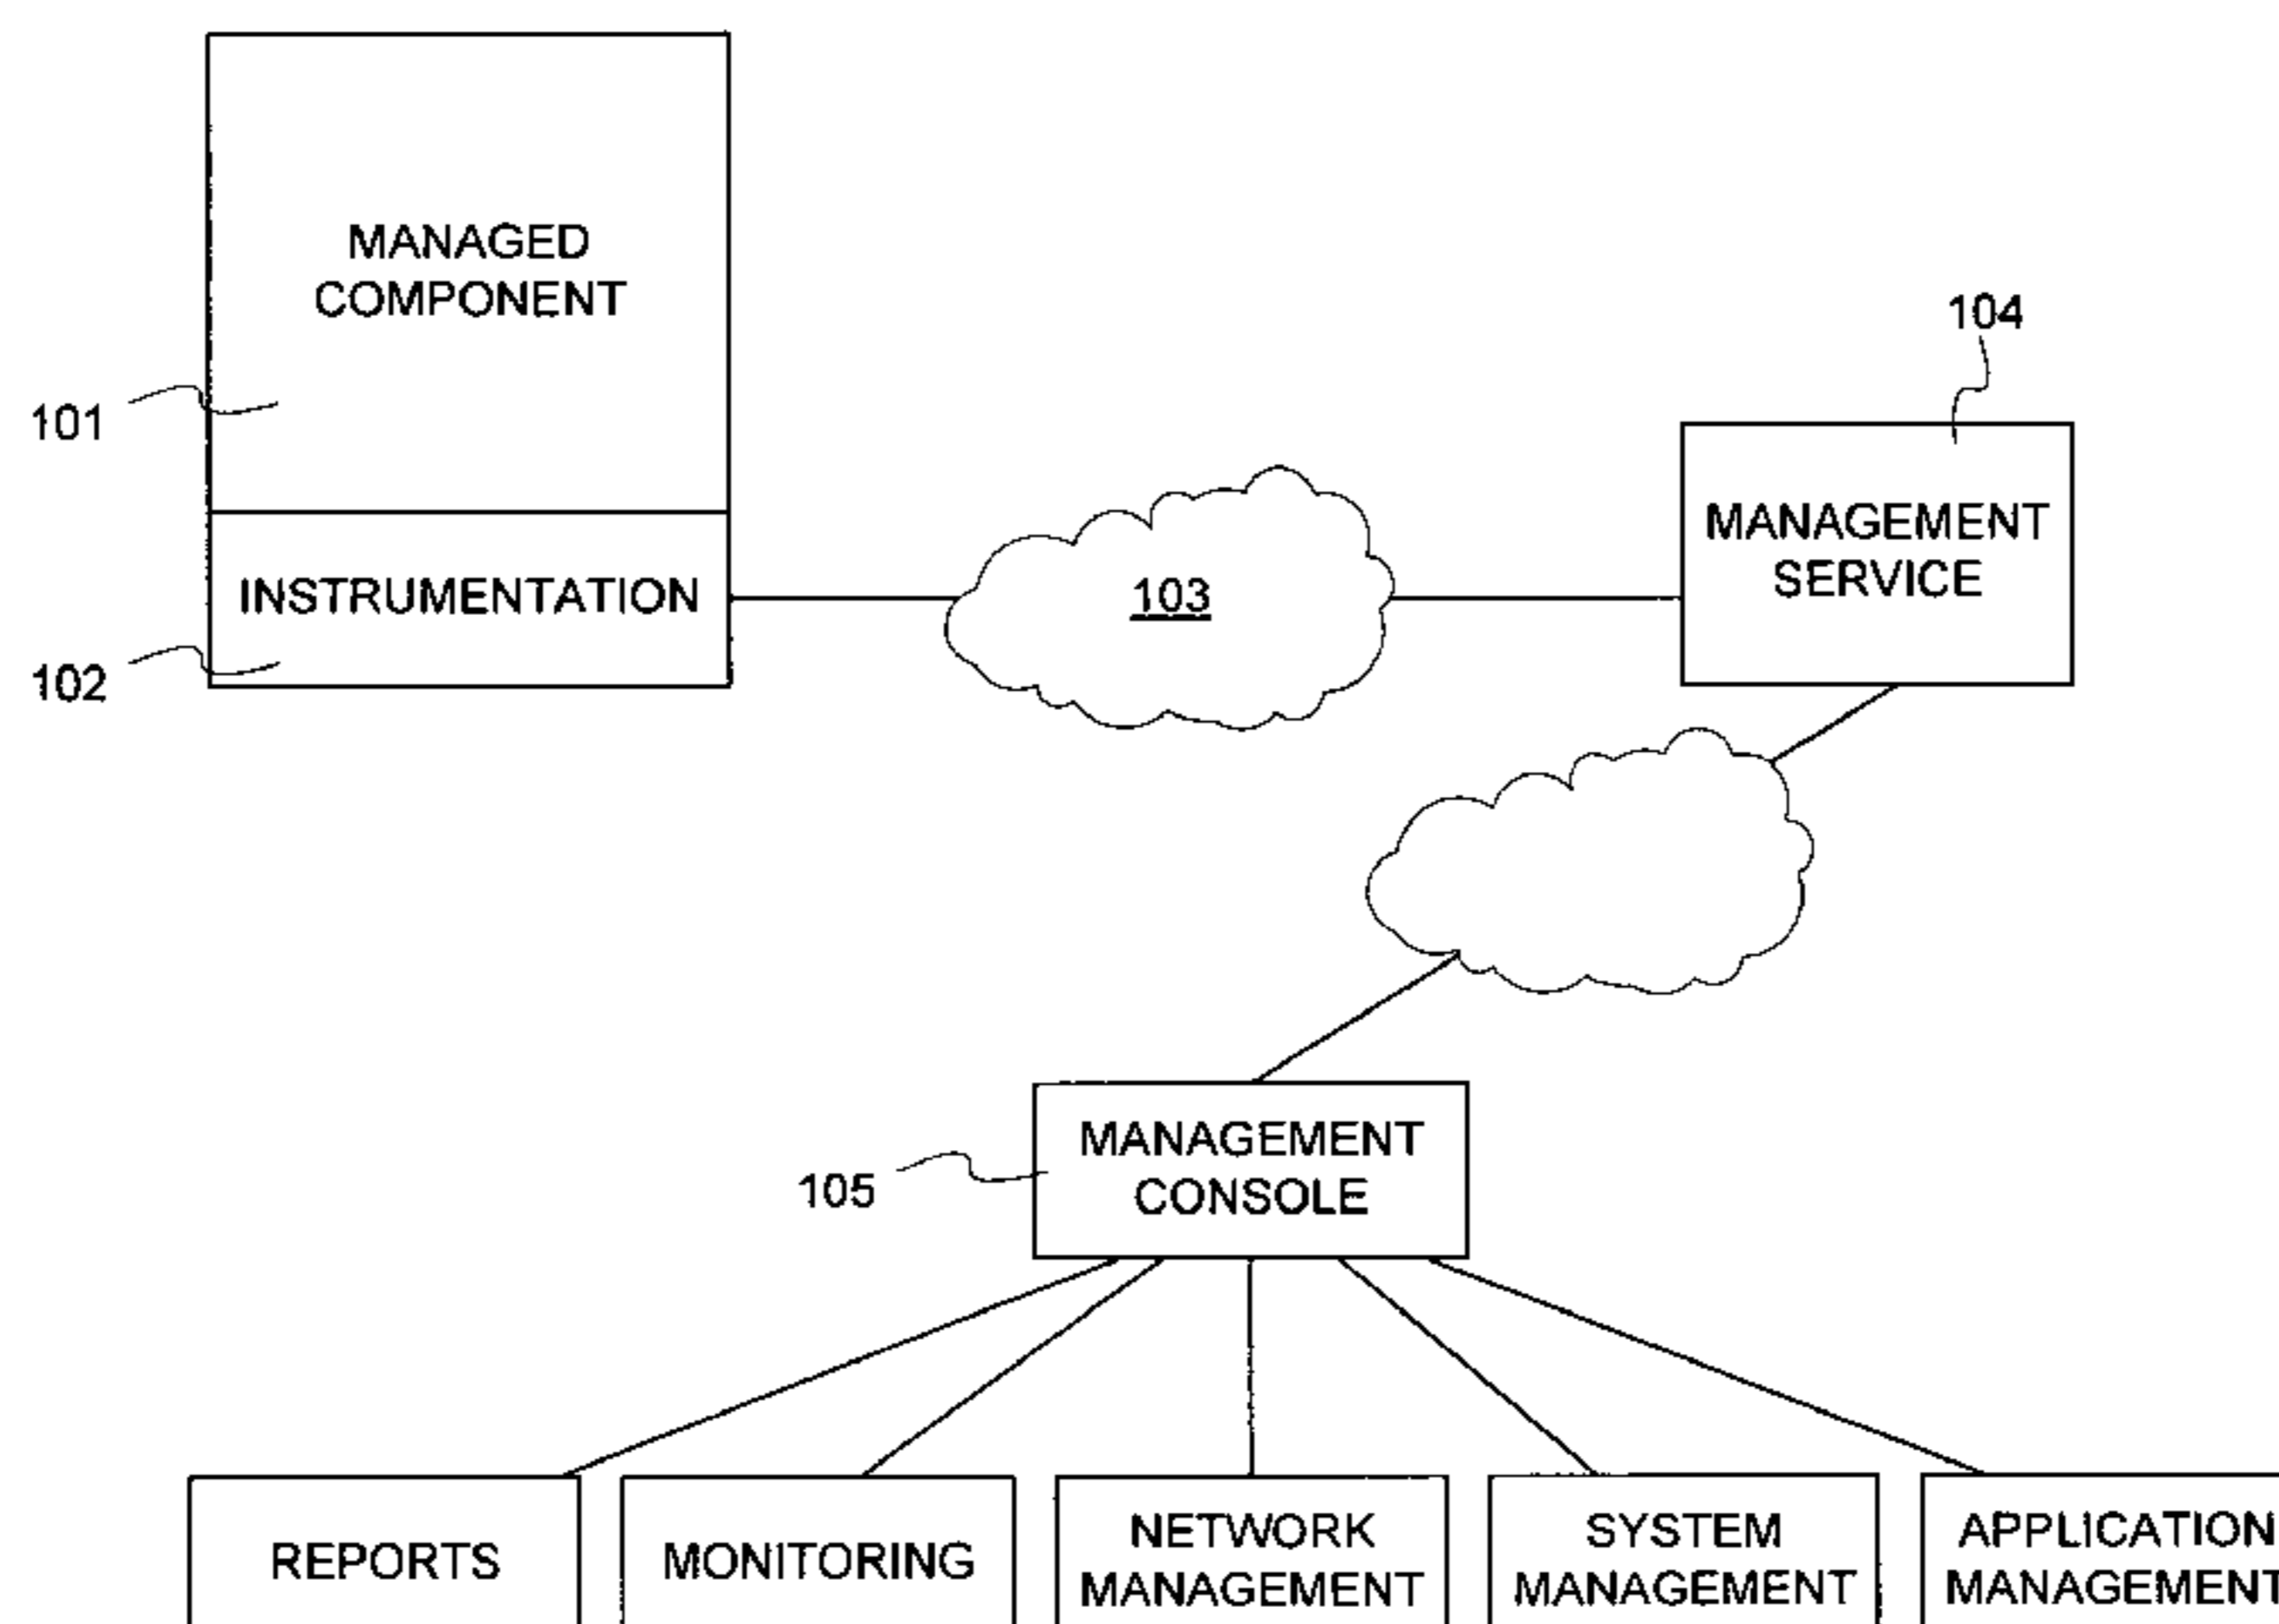 MANAGED
COMPONENT
104
101
MANAGEMENT
SERVICE
INSTRUMENTATION
103
102
MANAGEMENT
CONSOLE
105
REPORTS
MONITORING
NETWORK
MANAGEMENT
SYSTEM
MANAGEMENT
APPLICATION
MANAGEMENT